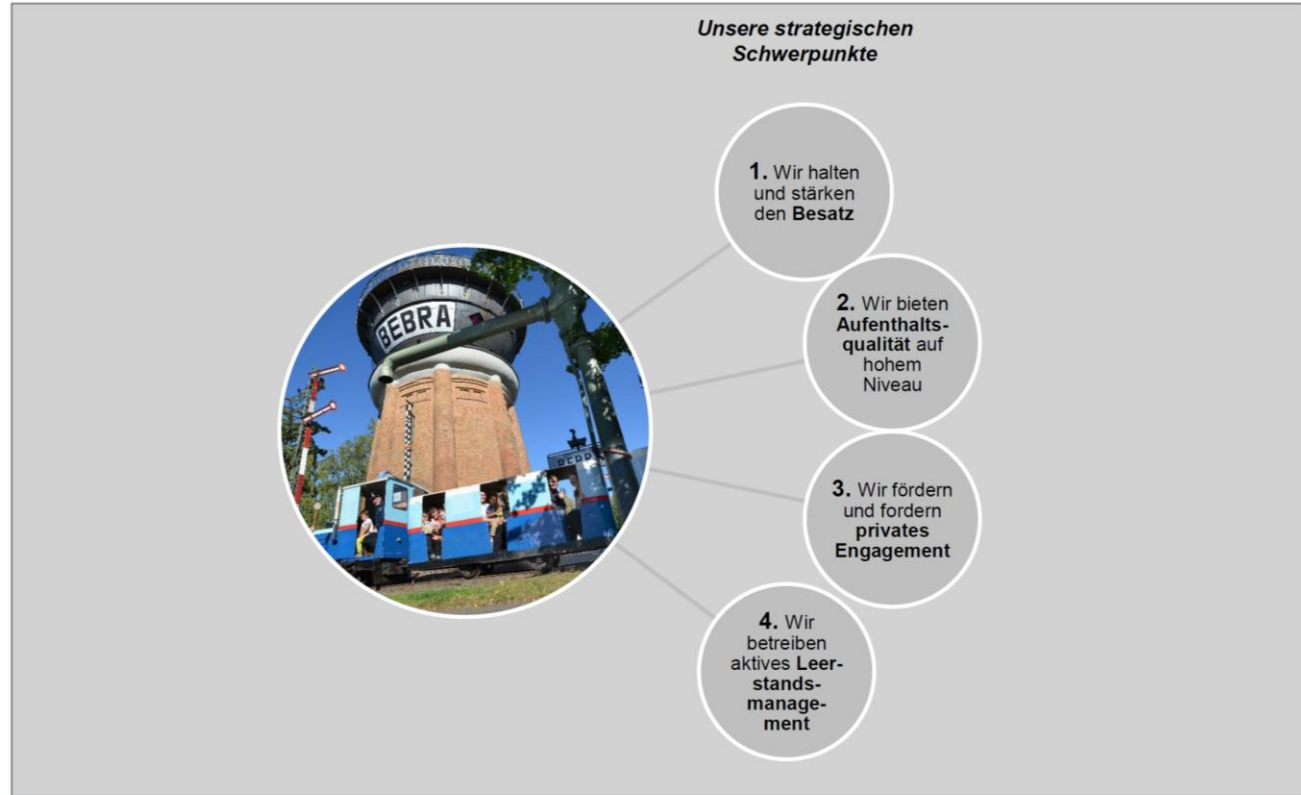 Unsere strategischen
Schwerpunkte
1. Wir halten
und stärken
den Besatz
2. Wir bieten
Aufenthalts-
qualität auf
hohem
Niveau
3. Wir fördern
und fordern
privates
Engagement
4. Wir
betreiben
aktives Leer-
stands-
manage-
ment
BEBRA
BEBRA